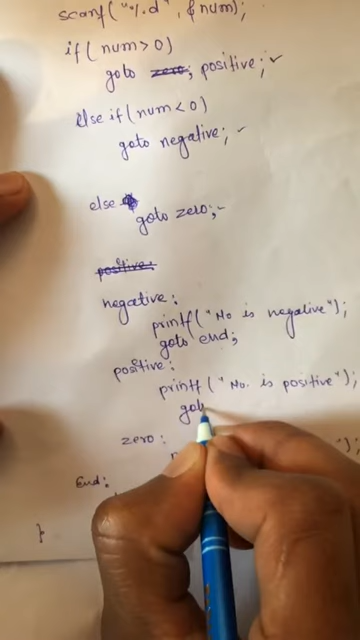 scanf("%d", &num);
if(num>0)
goto zero; positive;
else if(num<0)
goto negative;
else
goto zero;
positive:
negative:
printf("No is negative");
goto end;
positive:
printf("No. is positive");
goto
zero:
");
End:
}